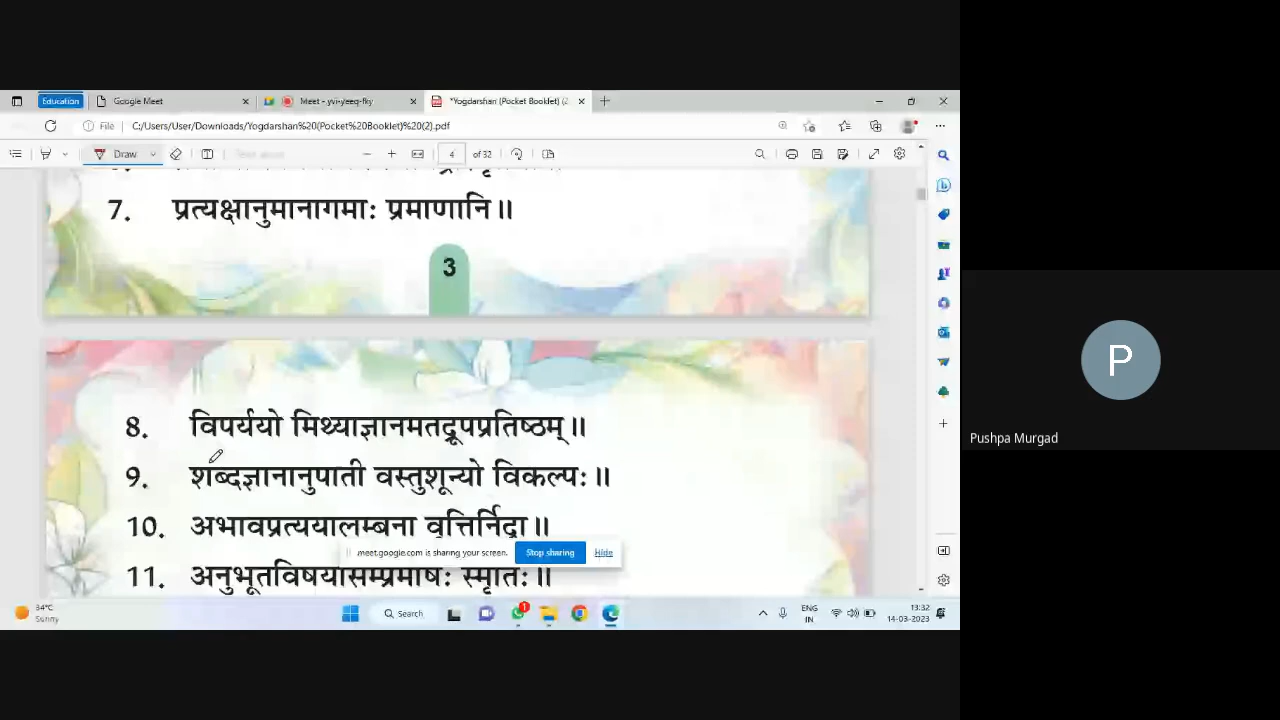 Education Google Meet Meet - yvi-yeeq-fky *Yogdarshan (Pocket Booklet) (2
File C:/Users/User/Downloads/Yogdarshan%20(Pocket%20Booklet)%20(2).pdf
Draw 4 of 32
7. प्रत्यक्षानुमानागमाः प्रमाणानि॥
3
8. विपर्ययो मिथ्याज्ञानमतद्रूपप्रतिष्ठम्॥
9. शब्दज्ञानानुपाती वस्तुशून्यो विकल्पः॥
10. अभावप्रत्ययालम्बना वृत्तिर्निद्रा॥
meet.google.com is sharing your screen. Stop sharing Hide
11. अनुभूतविषयासम्प्रमोषः स्मृतिः॥
P
Pushpa Murgad
34°C
Sunny
Search
1
ENG
IN
13:32
14-03-2023